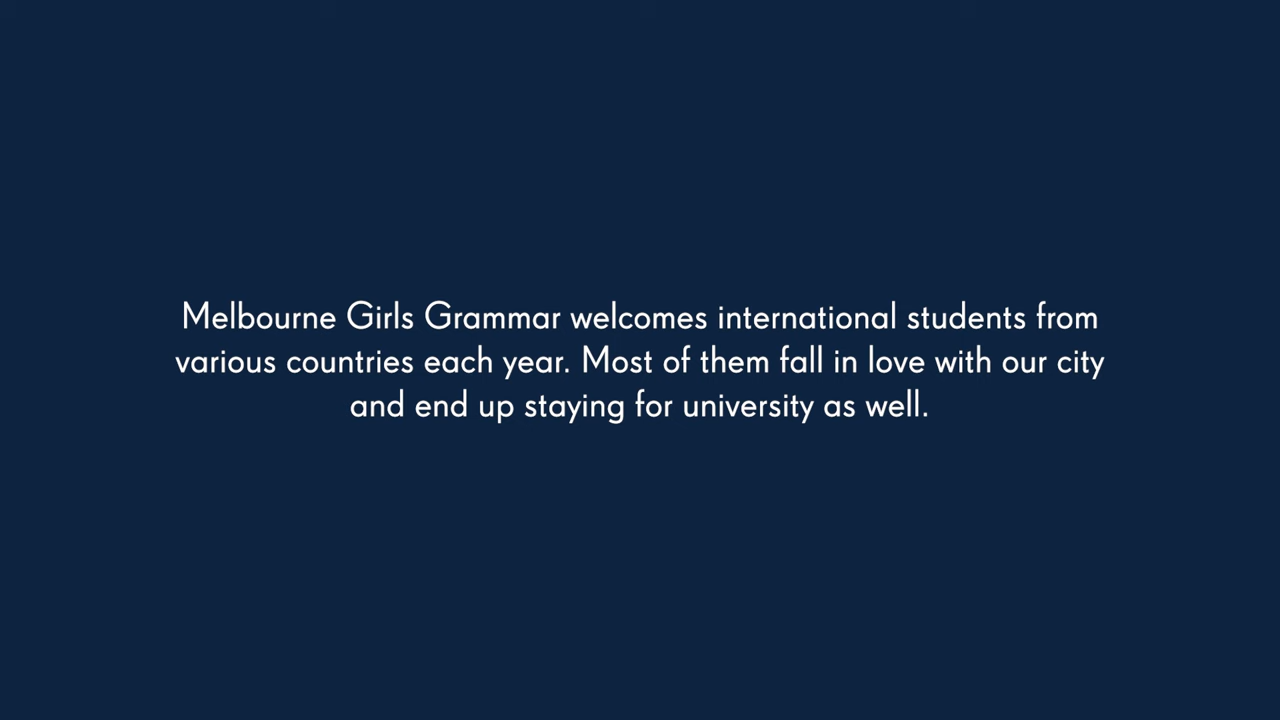 Melbourne Girls Grammar welcomes international students from
various countries each year. Most of them fall in love with our city
and end up staying for university as well.